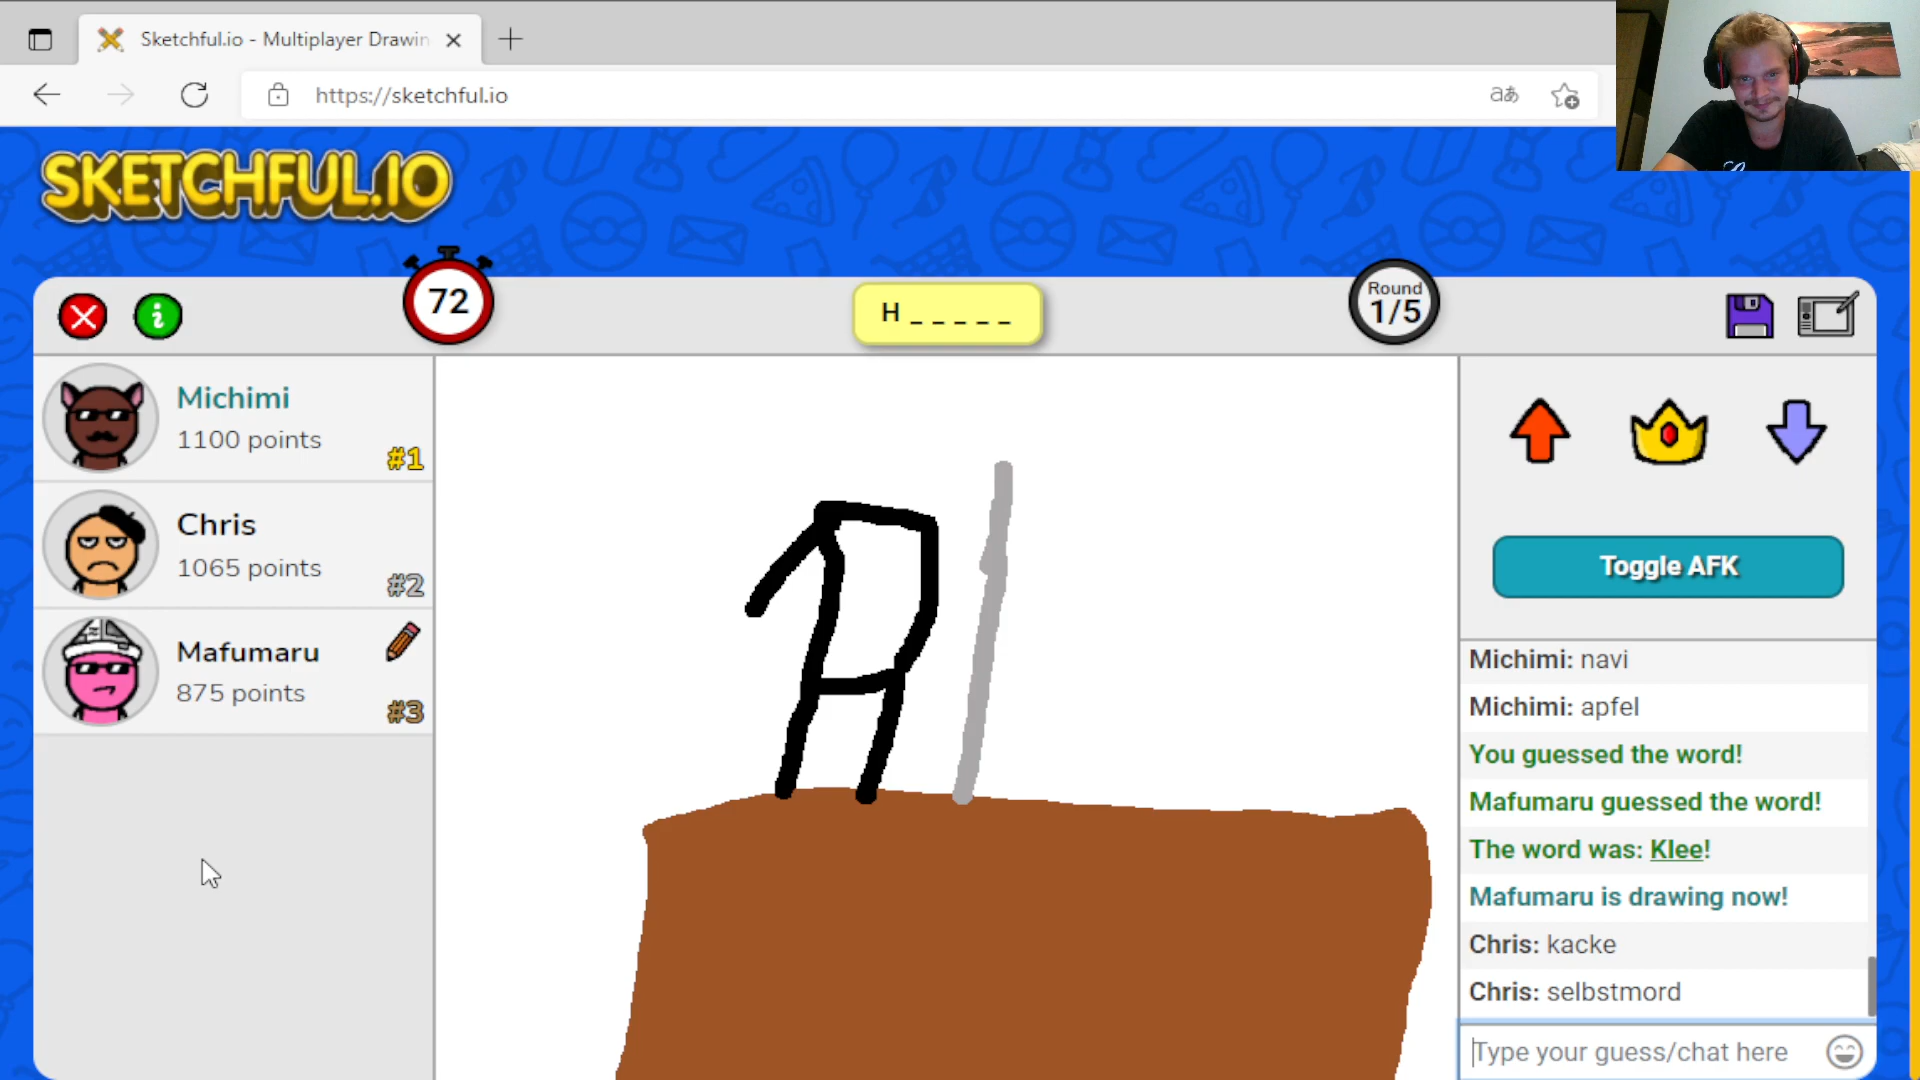 Sketchful.io - Multiplayer Drawin
https://sketchful.io
aあ
SKETCHFUL.IO
72
H _ _ _ _ _
Round
1/5
Michimi
1100 points
#1
Chris
1065 points
#2
Mafumaru
875 points
#3
Toggle AFK
Michimi: navi
Michimi: apfel
You guessed the word!
Mafumaru guessed the word!
The word was: Klee!
Mafumaru is drawing now!
Chris: kacke
Chris: selbstmord
Type your guess/chat here